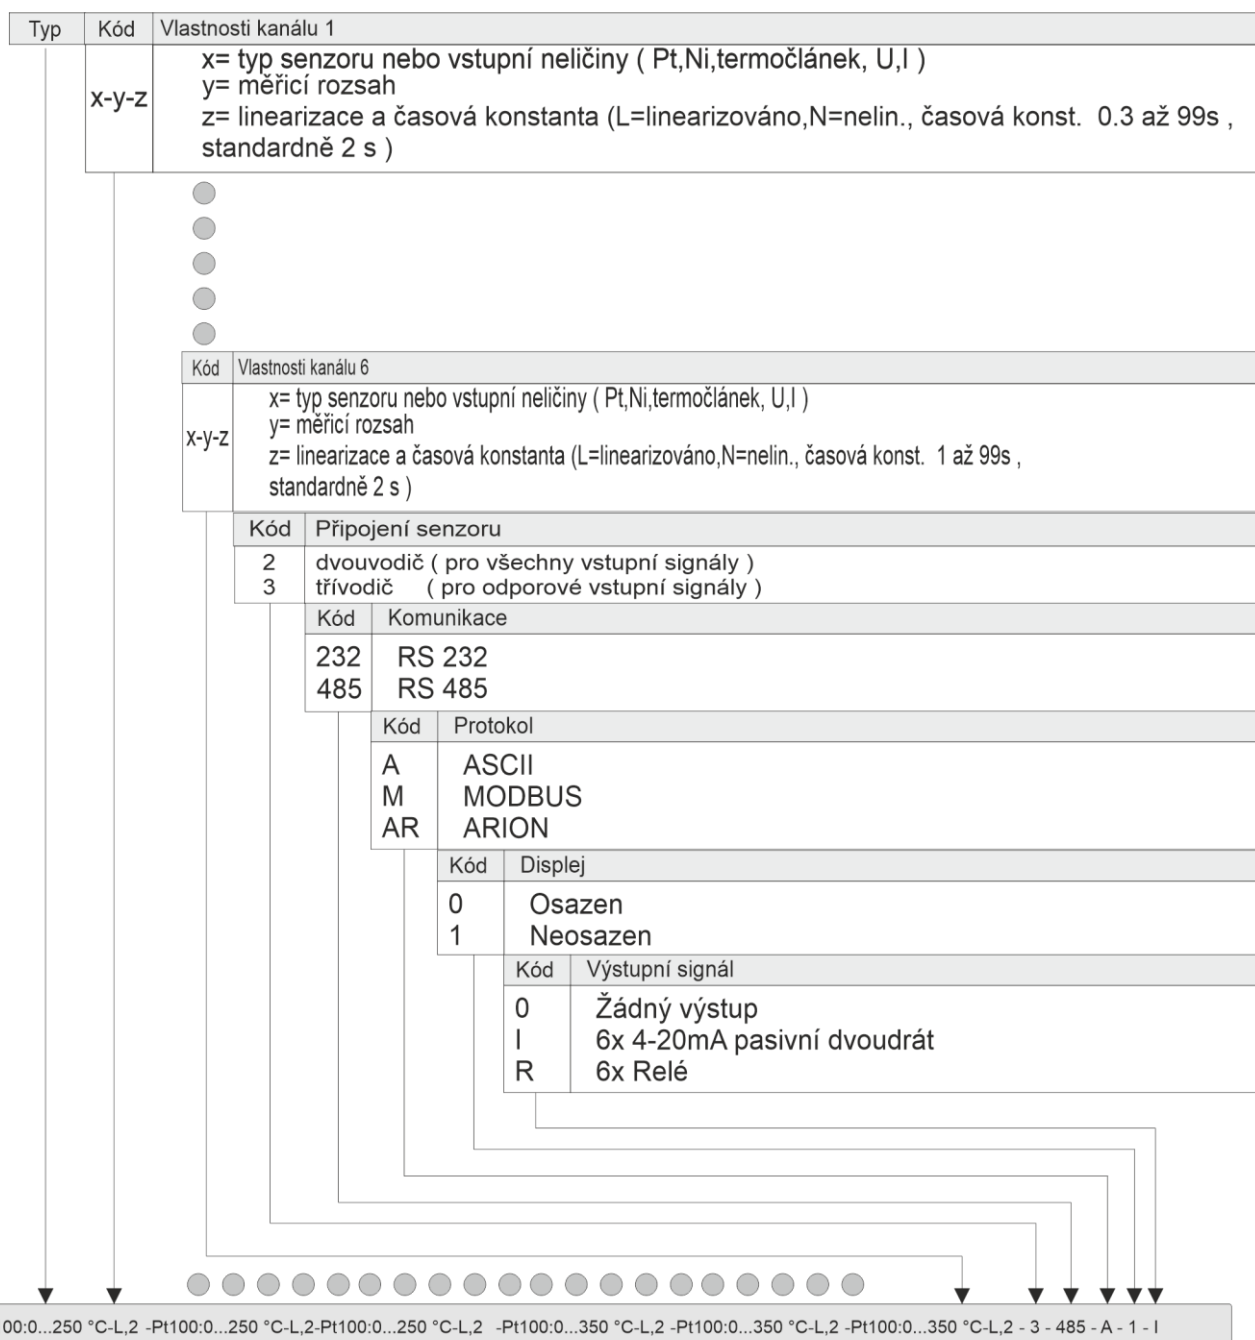 Typ Kód Vlastnosti kanálu 1
x-y-z
x= typ senzoru nebo vstupní neličiny ( Pt,Ni,termočlánek, U,I )
y= měřicí rozsah
z= linearizace a časová konstanta (L=linearizováno,N=nelin., časová konst. 0.3 až 99s ,
standardně 2 s )
Kód Vlastnosti kanálu 6
x-y-z
x= typ senzoru nebo vstupní neličiny ( Pt,Ni,termočlánek, U,I )
y= měřicí rozsah
z= linearizace a časová konstanta (L=linearizováno,N=nelin., časová konst. 1 až 99s ,
standardně 2 s )
Kód Připojení senzoru
2 dvouvodič ( pro všechny vstupní signály )
3 třívodič ( pro odporové vstupní signály )
Kód Komunikace
232 RS 232
485 RS 485
Kód Protokol
A ASCII
M MODBUS
AR ARION
Kód Displej
0 Osazen
1 Neosazen
Kód Výstupní signál
0 Žádný výstup
I 6x 4-20mA pasivní dvoudrát
R 6x Relé
00:0...250 °C-L,2 -Pt100:0...250 °C-L,2-Pt100:0...250 °C-L,2 -Pt100:0...350 °C-L,2 -Pt100:0...350 °C-L,2 -Pt100:0...350 °C-L,2 - 3 - 485 - A - 1 - I